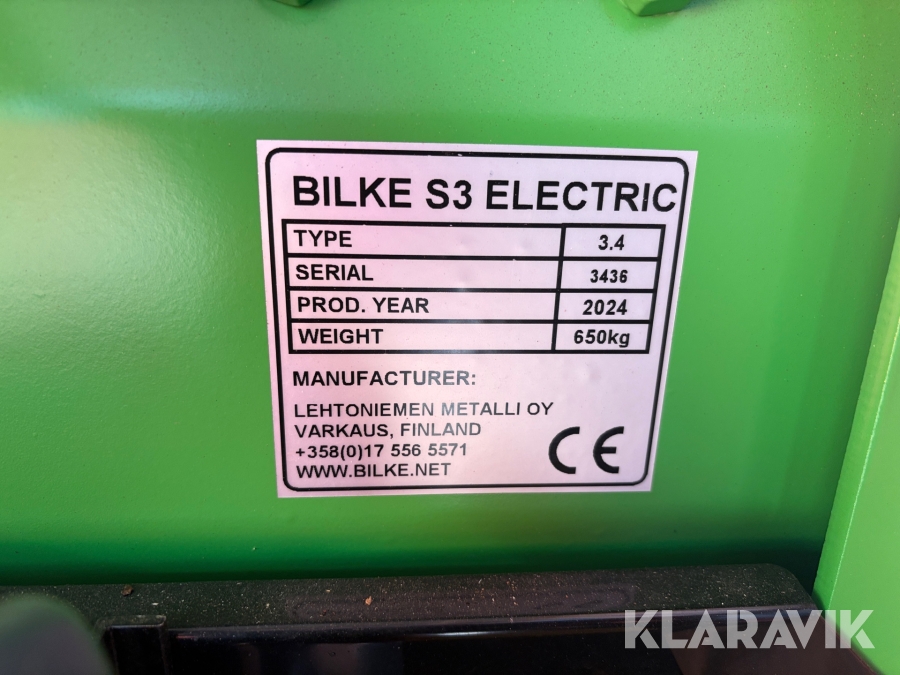 BILKE S3 ELECTRIC
TYPE 3.4
SERIAL 3436
PROD. YEAR 2024
WEIGHT 650kg
MANUFACTURER:
LEHTONIEMEN METALLI OY
VARKAUS, FINLAND
+358(0)17 556 5571
WWW.BILKE.NET
CE
KLARAVIK